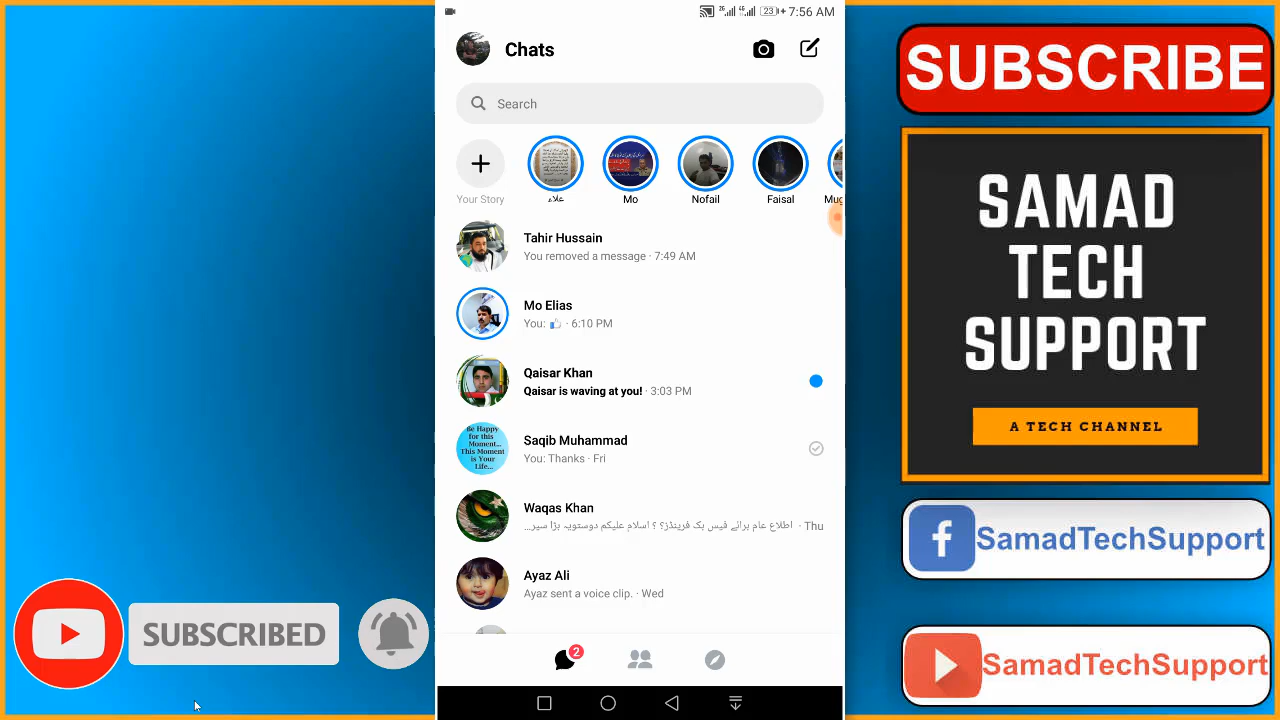 7:56 AM
23
Chats
Search
Your Story
علاء
Mo
Nofail
Faisal
Tahir Hussain
You removed a message · 7:49 AM
Mo Elias
You: 👍 · 6:10 PM
Qaisar Khan
Qaisar is waving at you! · 3:03 PM
Saqib Muhammad
You: Thanks · Fri
Be Happy
for this
Moment...
This Moment
is Your
Life...
Waqas Khan
اطلاع عام برائے فیس بک فرینڈز؟ ؟ اسلام علیکم دوستویہ بڑا سیر... · Thu
Ayaz Ali
Ayaz sent a voice clip. · Wed
2
SUBSCRIBE
SAMAD
TECH
SUPPORT
A TECH CHANNEL
SamadTechSupport
SamadTechSupport
SUBSCRIBED